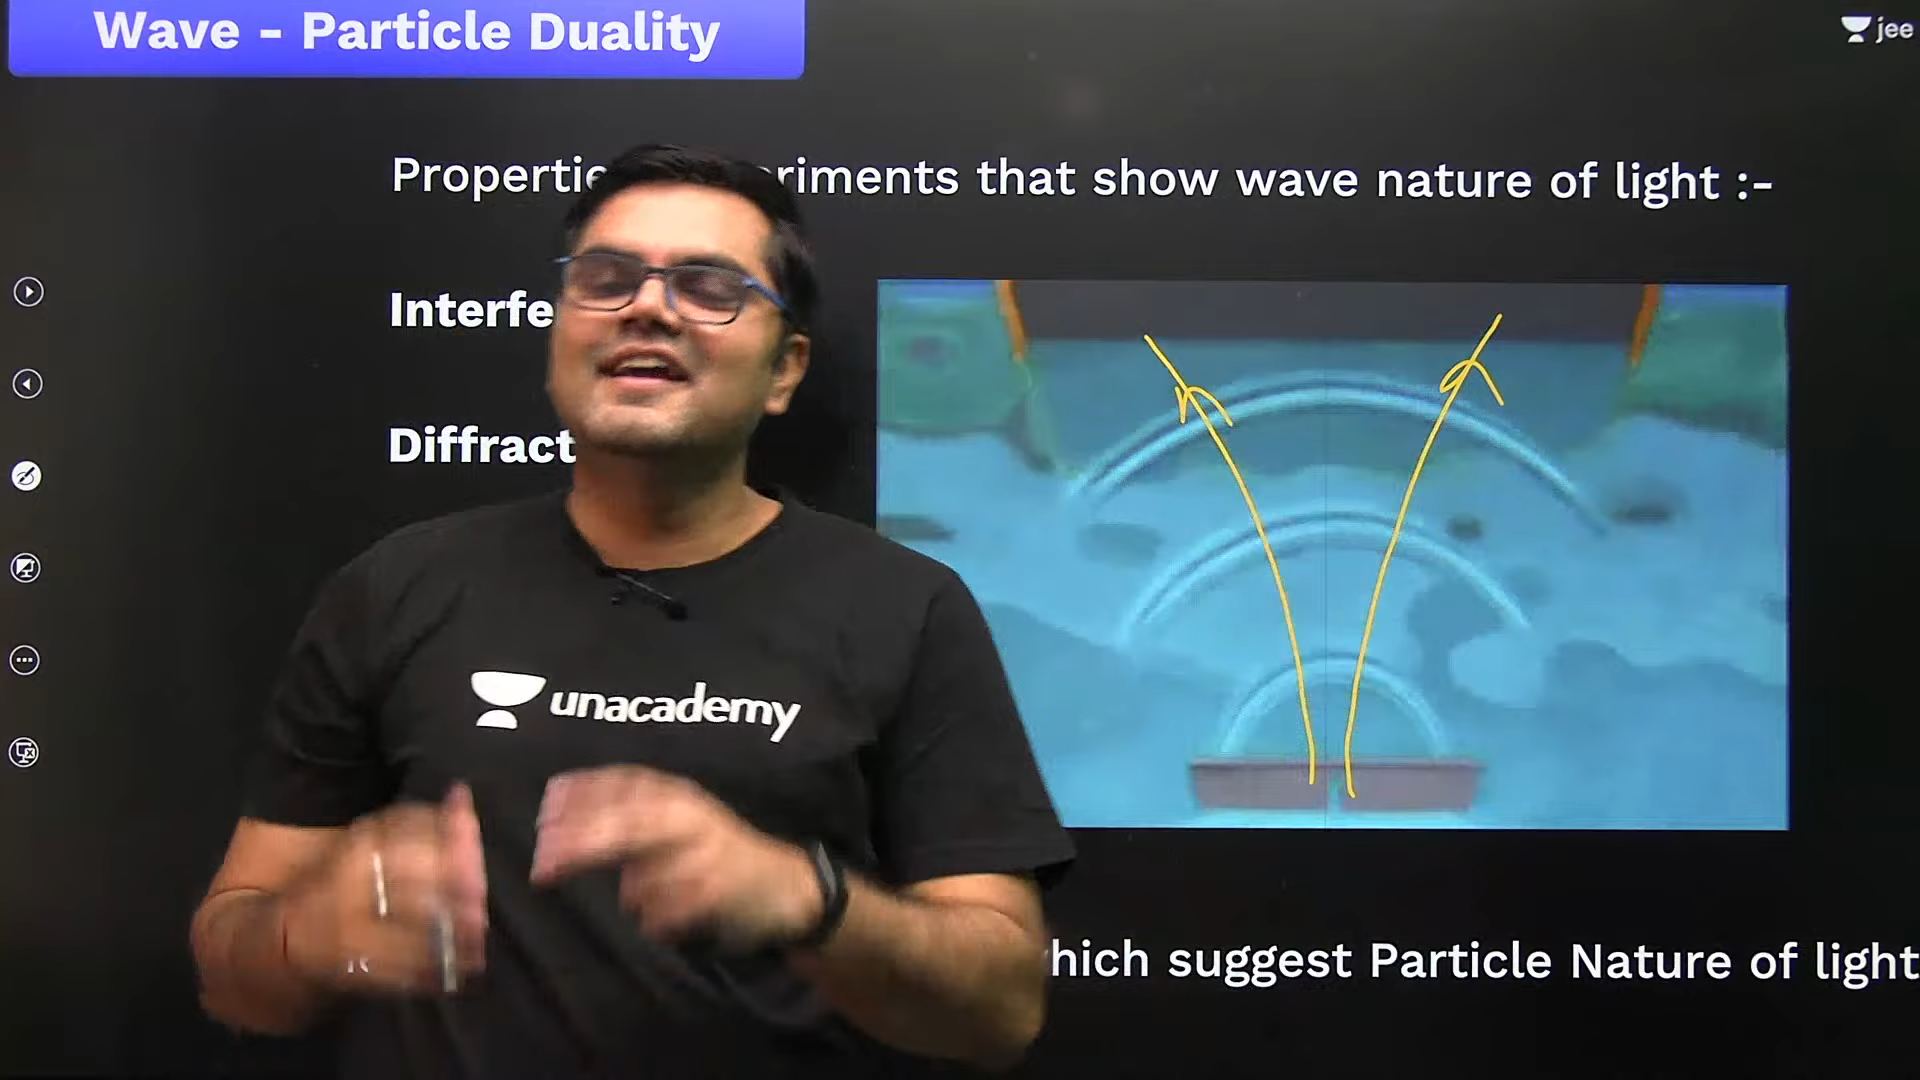 Wave - Particle Duality
jee
Propertie riments that show wave nature of light :-
Interfe
Diffract
unacademy
hich suggest Particle Nature of light